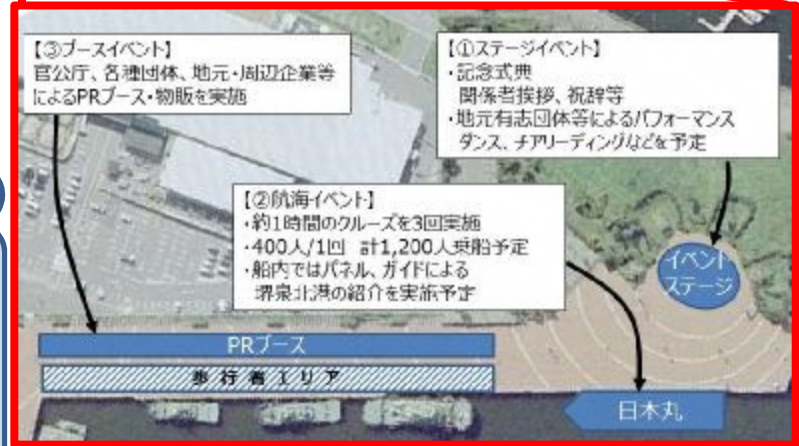 【③ブースイベント】
官公庁、各種団体、地元・周辺企業等
によるPRブース・物販を実施
【①ステージイベント】
・記念式典
関係者挨拶、祝辞等
・地元有志団体等によるパフォーマンス
ダンス、チアリーディングなどを予定
【②航海イベント】
・約1時間のクルーズを3回実施
・400人/1回 計1,200人乗船予定
・船内ではパネル、ガイドによる
堺泉北港の紹介を実施予定
イベント
ステージ
PRブース
歩行者エリア
日本丸